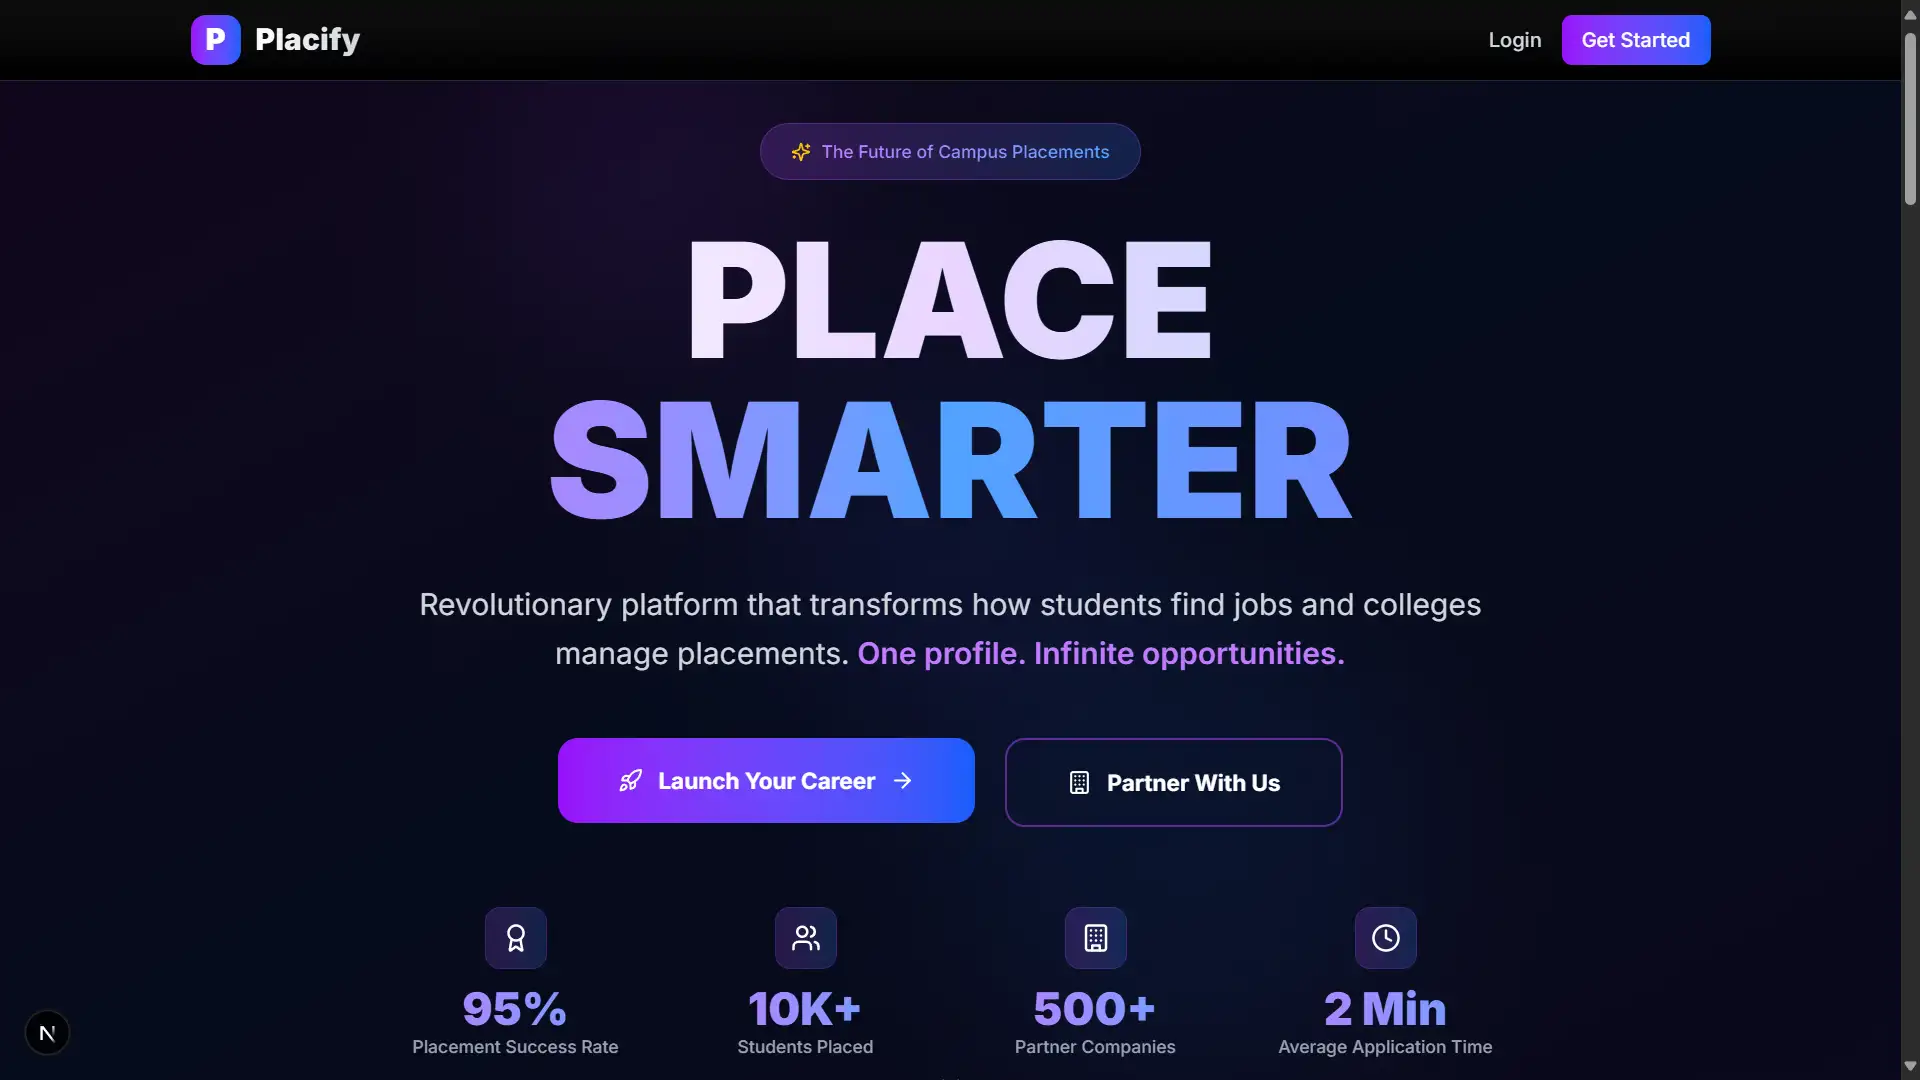 P Placify
Login
Get Started
The Future of Campus Placements
PLACE
SMARTER
Revolutionary platform that transforms how students find jobs and colleges
manage placements. One profile. Infinite opportunities.
Launch Your Career
Partner With Us
95%
Placement Success Rate
10K+
Students Placed
500+
Partner Companies
2 Min
Average Application Time
N